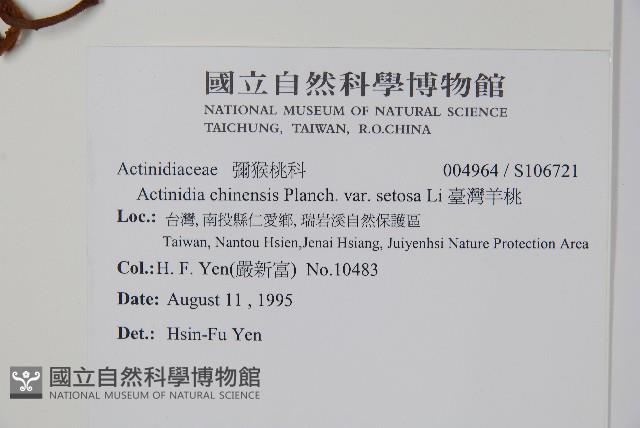 國立自然科學博物館
NATIONAL MUSEUM OF NATURAL SCIENCE
TAICHUNG, TAIWAN, R.O.CHINA
Actinidiaceae 獼猴桃科 004964 / S106721
Actinidia chinensis Planch. var. setosa Li 臺灣羊桃
Loc.: 台灣, 南投縣仁愛鄉, 瑞岩溪自然保護區
Taiwan, Nantou Hsien,Jenai Hsiang, Juiyenhsi Nature Protection Area
Col.:H. F. Yen(嚴新富) No.10483
Date: August 11 , 1995
Det.: Hsin-Fu Yen
國立自然科學博物館
NATIONAL MUSEUM OF NATURAL SCIENCE